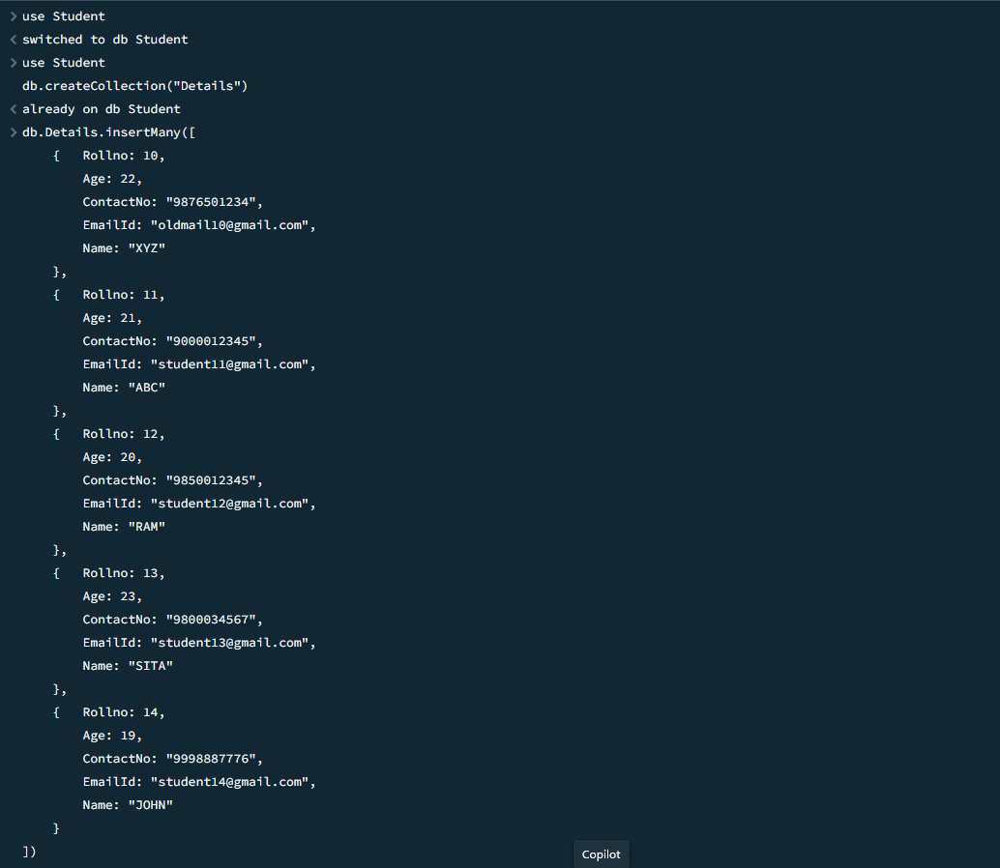 > use Student
< switched to db Student
> use Student
db.createCollection("Details")
< already on db Student
> db.Details.insertMany([
{   Rollno: 10,
Age: 22,
ContactNo: "9876501234",
EmailId: "oldmail10@gmail.com",
Name: "XYZ"
},
{   Rollno: 11,
Age: 21,
ContactNo: "9000012345",
EmailId: "student11@gmail.com",
Name: "ABC"
},
{   Rollno: 12,
Age: 20,
ContactNo: "9850012345",
EmailId: "student12@gmail.com",
Name: "RAM"
},
{   Rollno: 13,
Age: 23,
ContactNo: "9800034567",
EmailId: "student13@gmail.com",
Name: "SITA"
},
{   Rollno: 14,
Age: 19,
ContactNo: "9998887776",
EmailId: "student14@gmail.com",
Name: "JOHN"
}
])
Copilot